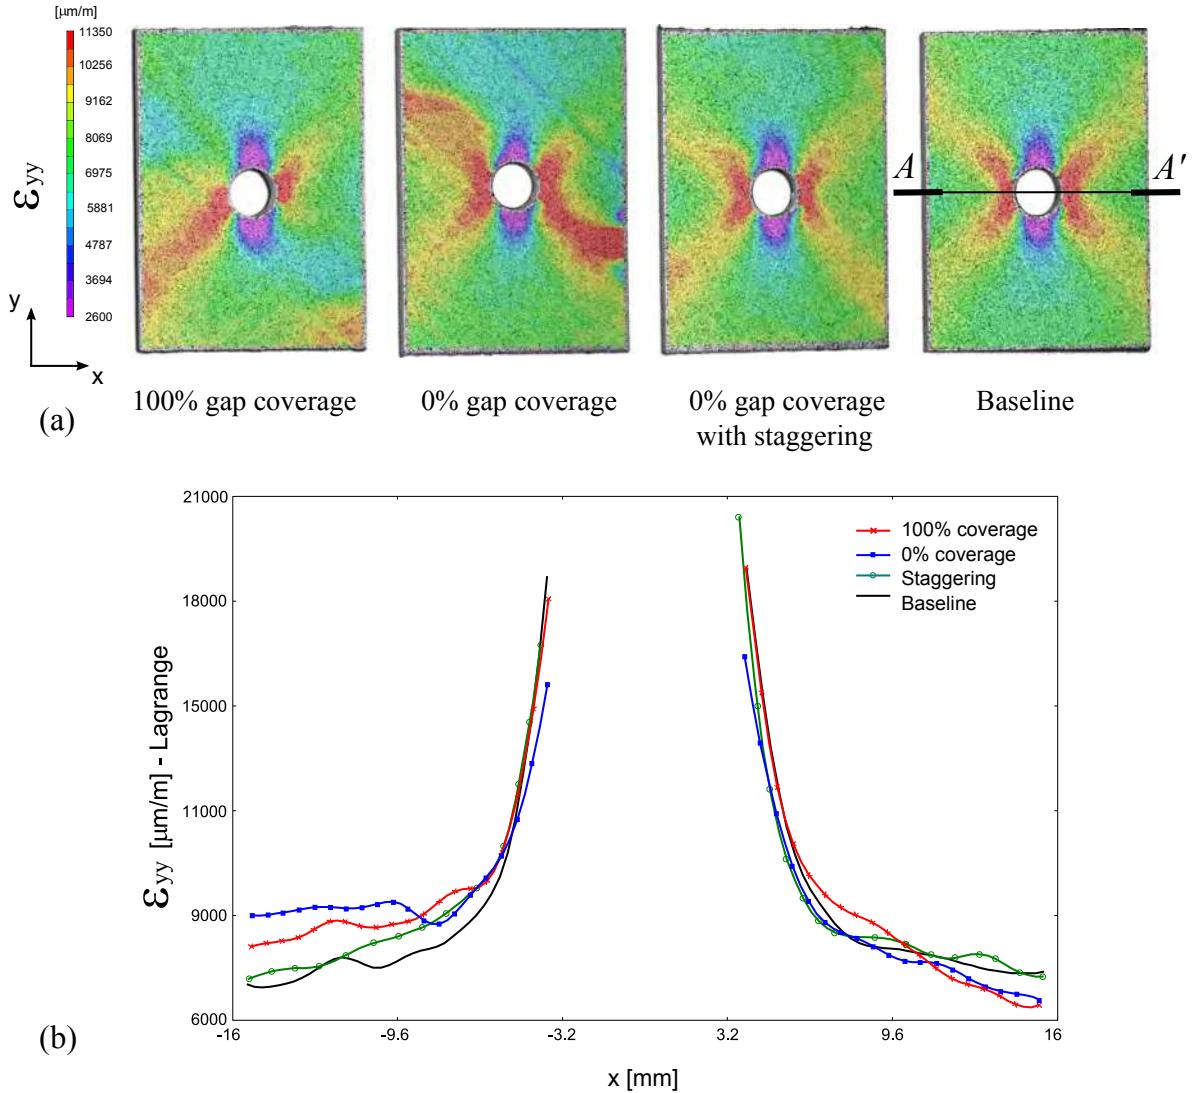 [μm/m]
11350
10256
9162
8069
6975
5881
4787
3694
2600
εyy
y
x
A
A'
(a)
100% gap coverage
0% gap coverage
0% gap coverage
with staggering
Baseline
21000
18000
15000
11000
9000
6000
-16
-9.6
-3.2
3.2
9.6
16
100% coverage
0% coverage
Staggering
Baseline
εyy [μm/m] - Lagrange
(b)
x [mm]